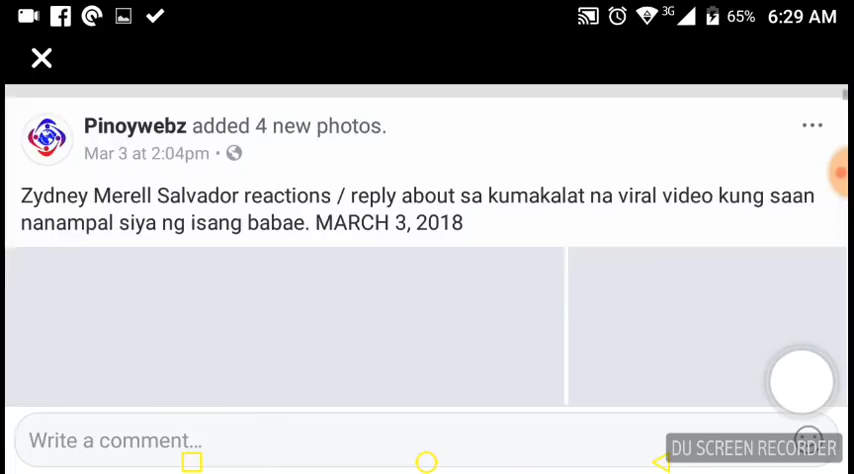 3G 65% 6:29 AM
Pinoywebz added 4 new photos.
Mar 3 at 2:04pm
Zydney Merell Salvador reactions / reply about sa kumakalat na viral video kung saan
nanampal siya ng isang babae. MARCH 3, 2018
Write a comment...
DU SCREEN RECORDER